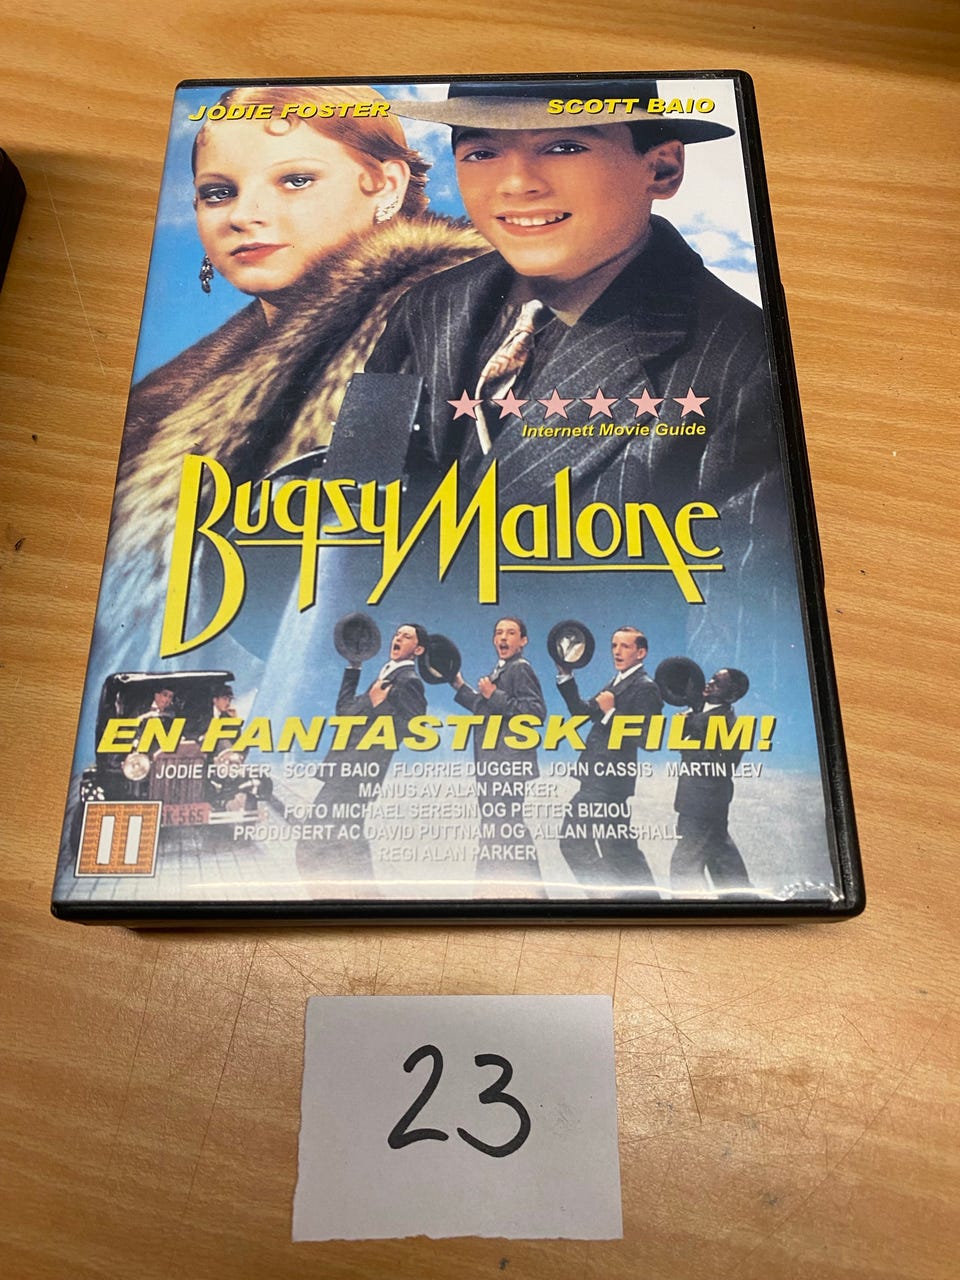 JODIE FOSTER SCOTT BAIO
Internett Movie Guide
Bugsy Malone
EN FANTASTISK FILM!
JODIE FOSTER SCOTT BAIO FLORRIE DUGGER JOHN CASSIS MARTIN LEV
MANUS AV ALAN PARKER
FOTO MICHAEL SERESIN OG PETTER BIZIOU
PRODUSERT AC DAVID PUTTNAM OG ALLAN MARSHALL
REGI ALAN PARKER
11
23